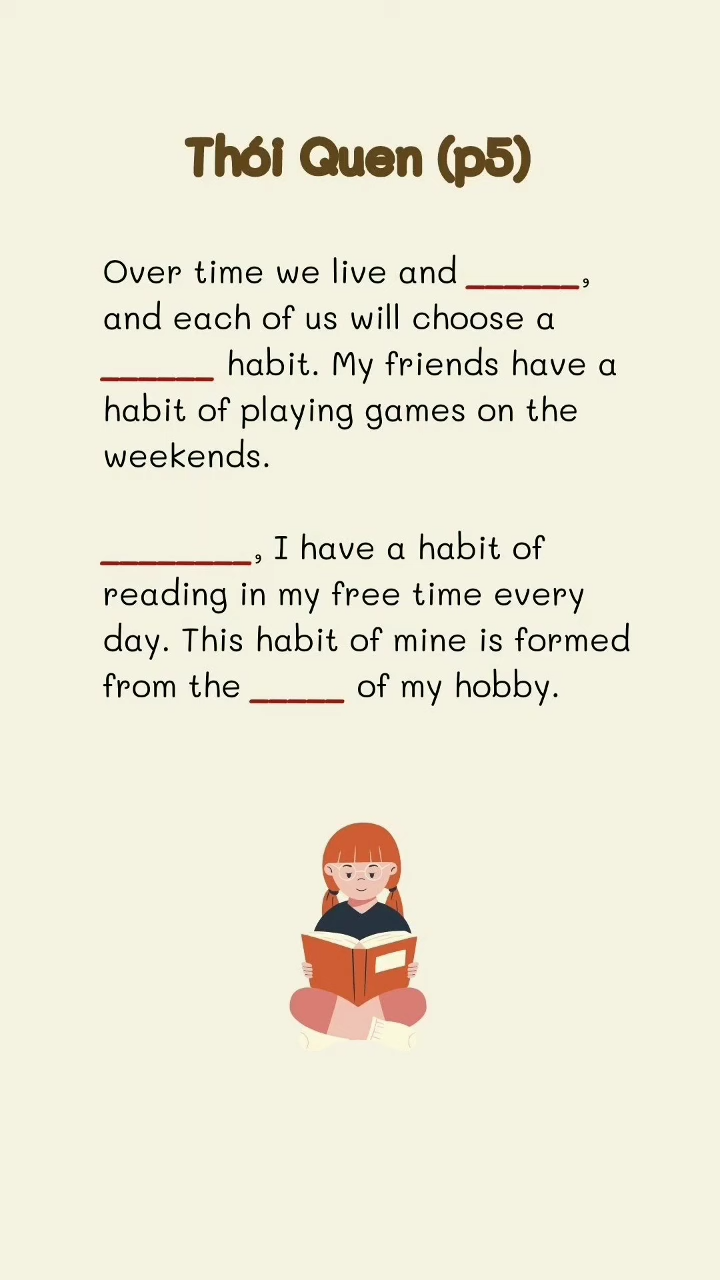 Thói Quen (p5)
Over time we live and ______,
and each of us will choose a
______ habit. My friends have a
habit of playing games on the
weekends.
________, I have a habit of
reading in my free time every
day. This habit of mine is formed
from the _____ of my hobby.